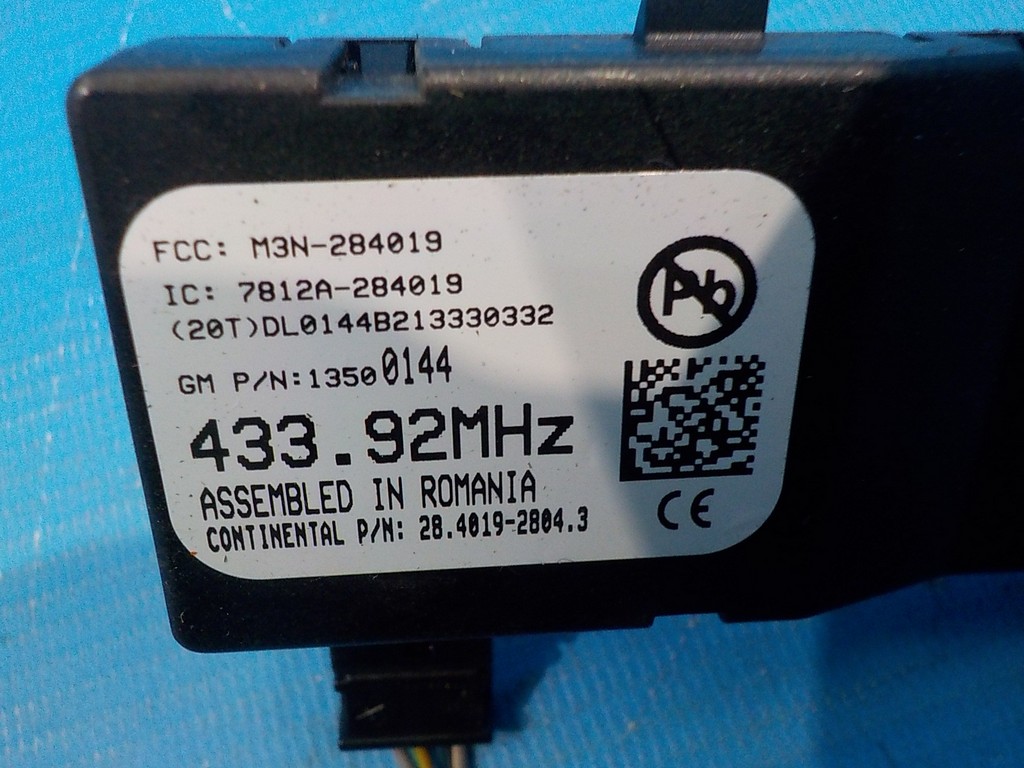 FCC: M3N-284019
IC: 7812A-284019
(20T)DL0144B213330332
GM P/N:13500144
433.92MHz
ASSEMBLED IN ROMANIA
CONTINENTAL P/N: 28.4019-2804.3
Pb
CE